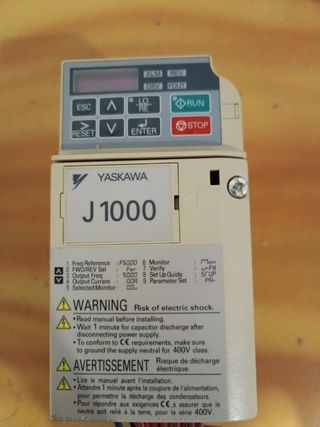 ALM REV
DRV FOUT
ESC
LO
RE
RUN
RESET
ENTER
STOP
YASKAWA
J1000
1 Freq Reference : F5000 6 Monitor :
2 FWD/REV Sel : For 7 Verify :
3 Output Freq : 8 Set Up Guide :
4 Output Current : 9 Parameter Set :
5 Selected Monitor :
WARNING Risk of electric shock.
• Read manual before installing.
• Wait 1 minute for capacitor discharge after
disconnecting power supply.
• To conform to CE requirements, make sure
to ground the supply neutral for 400V class.
AVERTISSEMENT Risque de décharge
électrique.
• Lire le manuel avant l'installation.
• Attendre 1 minute après la coupure de l'alimentation,
pour permettre la décharge des condensateurs.
• Pour répondre aux exigences CE, s'assurer que le
neutre soit relié à la terre, pour la série 400V.